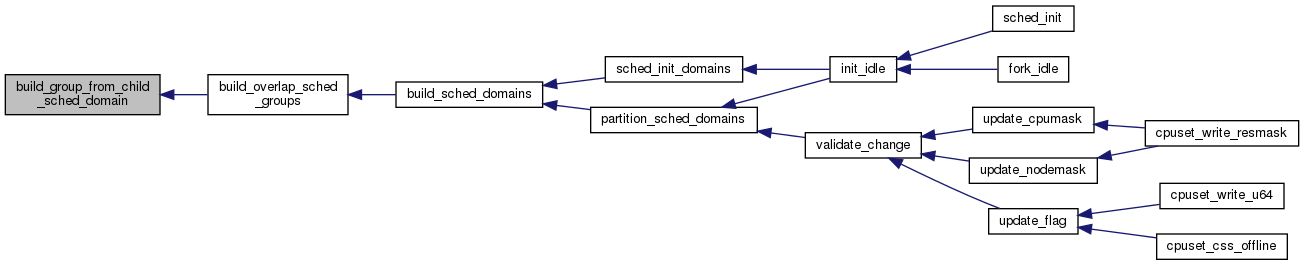 build_group_from_child
_sched_domain
build_overlap_sched
_groups
build_sched_domains
sched_init_domains
partition_sched_domains
init_idle
validate_change
sched_init
fork_idle
update_cpumask
update_nodemask
update_flag
cpuset_write_resmask
cpuset_write_u64
cpuset_css_offline